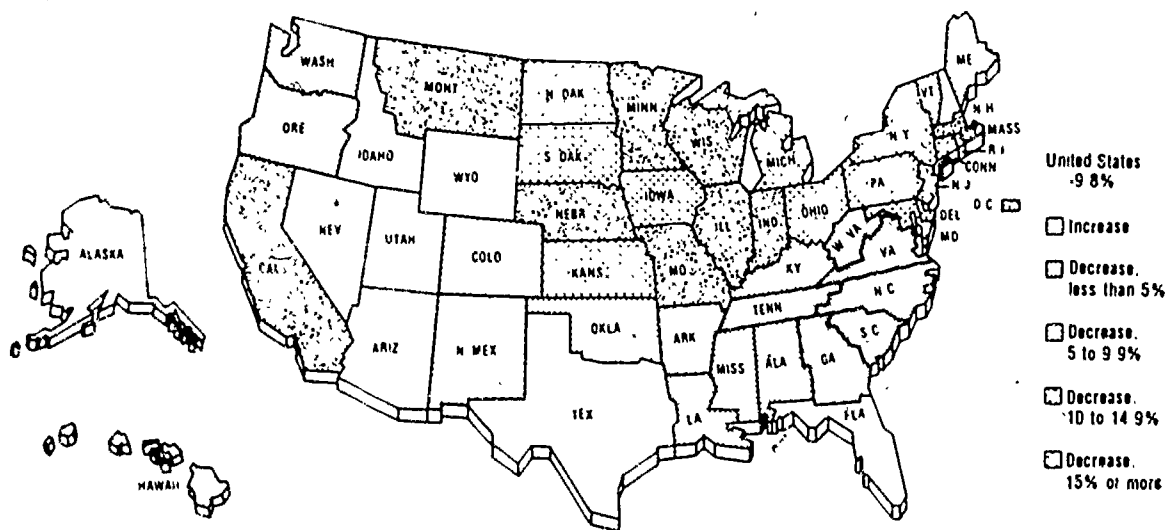 WASH
MONT
N DAK
MINN
ME
VT
N H
MASS
R I
CONN
N J
ORE
IDAHO
WYO
S DAK
WIS
MICH
N Y
PA
NEBR
IOWA
ILL
IND
OHIO
W VA
DEL
MD
D C
NEV
UTAH
COLO
KANS
MO
KY
VA
CAL
ARIZ
N MEX
OKLA
ARK
TENN
N C
S C
MISS
ALA
GA
TEX
LA
FLA
ALASKA
HAWAII
United States
-9 8%
Increase
Decrease,
less than 5%
Decrease,
5 to 9 9%
Decrease,
10 to 14 9%
Decrease,
15% or more